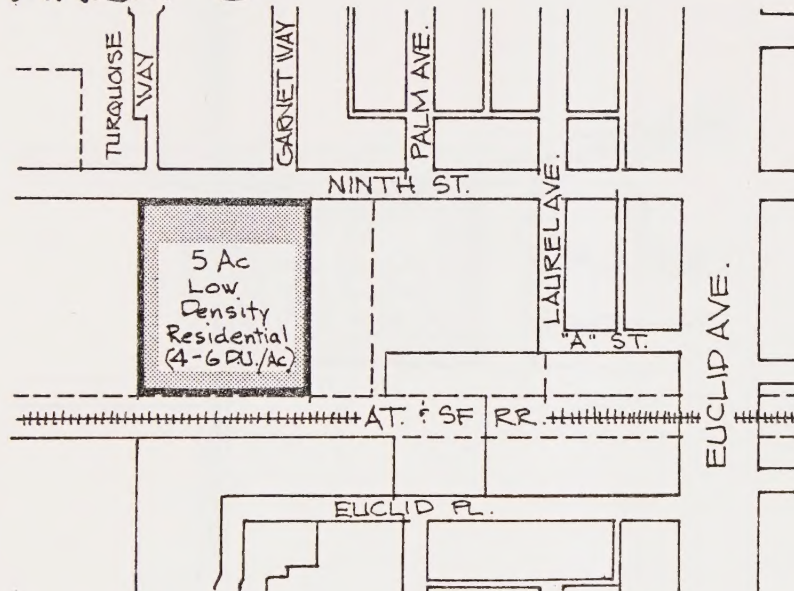 TURQUOISE
WAY
GARNET WAY
PALM AVE.
NINTH ST.
LAUREL AVE.
5 Ac
Low
Density
Residential
(4-6 DU./Ac)
"A" ST.
EUCLID AVE.
AT. & SF RR.
EUCLID PL.